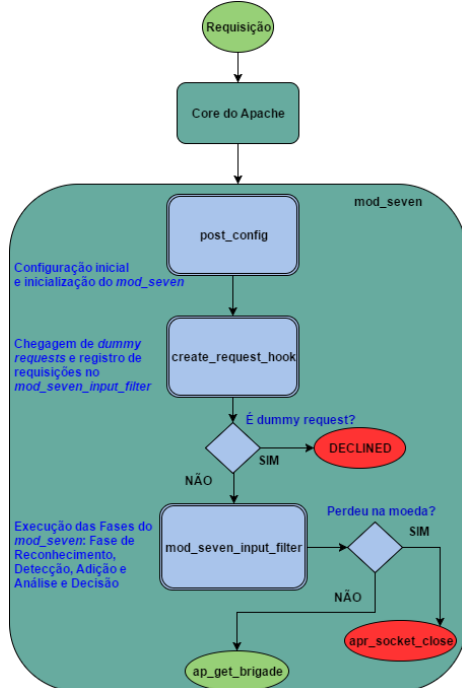 Requisição
Core do Apache
mod_seven
post_config
Configuração inicial
e inicialização do mod_seven
Chegagem de dummy
requests e registro de
requisições no
mod_seven_input_filter
create_request_hook
É dummy request?
DECLINED
SIM
NÃO
Execução das Fases do
mod_seven: Fase de
Reconhecimento,
Detecção, Adição e
Análise e Decisão
mod_seven_input_filter
Perdeu na moeda?
SIM
NÃO
apr_socket_close
ap_get_brigade